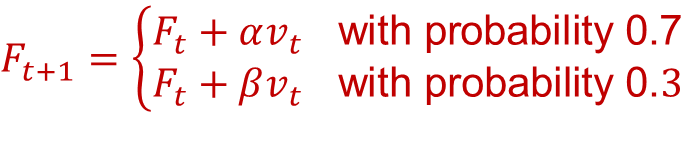 F_{t+1} = { F_t + αv_t with probability 0.7
F_t + βv_t with probability 0.3